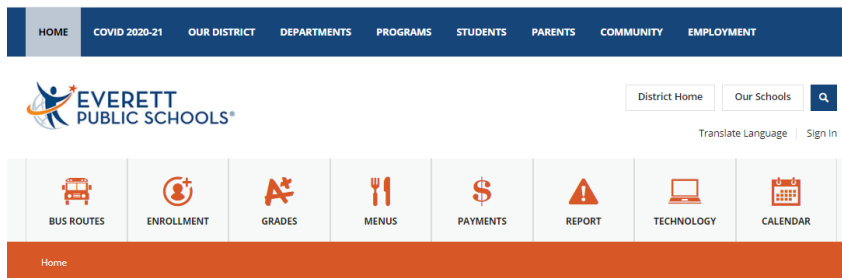 HOME COVID 2020-21 OUR DISTRICT DEPARTMENTS PROGRAMS STUDENTS PARENTS COMMUNITY EMPLOYMENT
EVERETT
PUBLIC SCHOOLS®
District Home Our Schools
Translate Language Sign In
A+
$
BUS ROUTES ENROLLMENT GRADES MENUS PAYMENTS REPORT TECHNOLOGY CALENDAR
Home